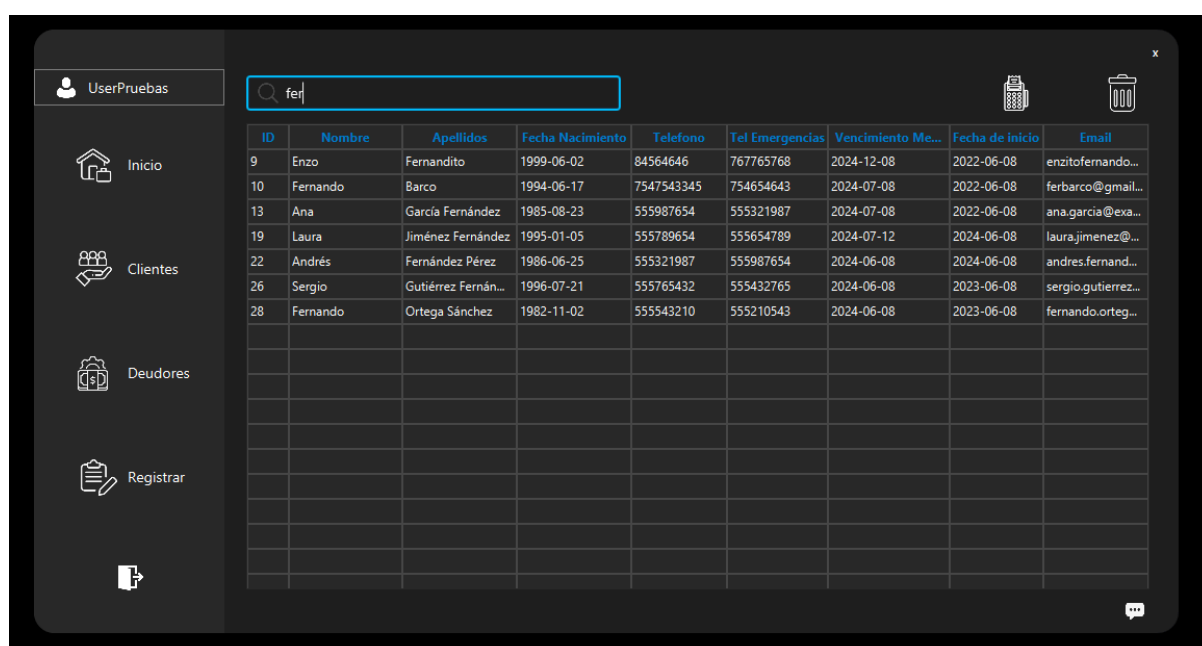 x
UserPruebas
fer
Inicio
Clientes
Deudores
Registrar
ID Nombre Apellidos Fecha Nacimiento Telefono Tel Emergencias Vencimiento Me... Fecha de inicio Email
9 Enzo Fernandito 1999-06-02 84564646 767765768 2024-12-08 2022-06-08 enzitofernando...
10 Fernando Barco 1994-06-17 7547543345 754654643 2024-07-08 2022-06-08 ferbarco@gmail...
13 Ana García Fernández 1985-08-23 555987654 555321987 2024-07-08 2022-06-08 ana.garcia@exa...
19 Laura Jiménez Fernández 1995-01-05 555789654 555654789 2024-07-12 2024-06-08 laura.jimenez@...
22 Andrés Fernández Pérez 1986-06-25 555321987 555987654 2024-06-08 2024-06-08 andres.fernand...
26 Sergio Gutiérrez Fernán... 1996-07-21 555765432 555432765 2024-06-08 2023-06-08 sergio.gutierrez...
28 Fernando Ortega Sánchez 1982-11-02 555543210 555210543 2024-06-08 2023-06-08 fernando.orteg...